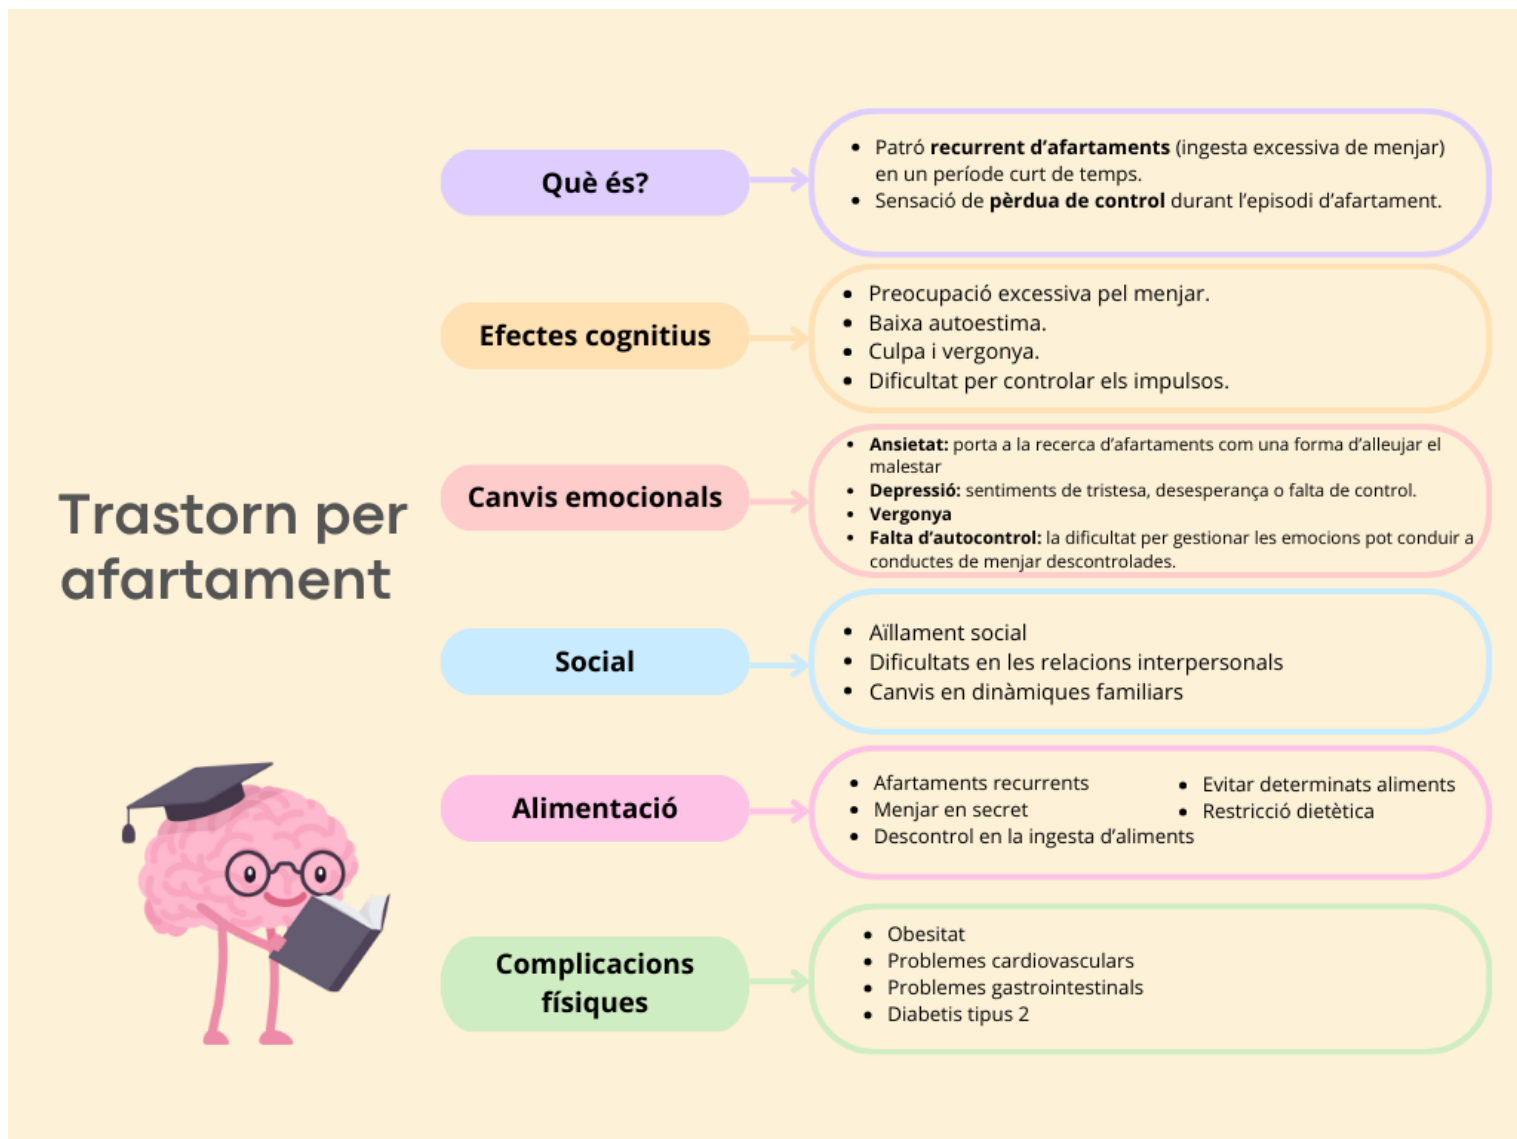 Trastorn per
afartament
Què és?
• Patró recurrent d’afartaments (ingesta excessiva de menjar)
en un període curt de temps.
• Sensació de pèrdua de control durant l’episodi d’afartament.
Efectes cognitius
• Preocupació excessiva pel menjar.
• Baixa autoestima.
• Culpa i vergonya.
• Dificultat per controlar els impulsos.
Canvis emocionals
• Ansietat: porta a la recerca d’afartaments com una forma d’alleujar el
malestar
• Depressió: sentiments de tristesa, desesperança o falta de control.
• Vergonya
• Falta d’autocontrol: la dificultat per gestionar les emocions pot conduir a
conductes de menjar descontrolades.
Social
• Aïllament social
• Dificultats en les relacions interpersonals
• Canvis en dinàmiques familiars
Alimentació
• Afartaments recurrents
• Menjar en secret
• Descontrol en la ingesta d’aliments
• Evitar determinats aliments
• Restricció dietètica
Complicacions
físiques
• Obesitat
• Problemes cardiovasculars
• Problemes gastrointestinals
• Diabetis tipus 2